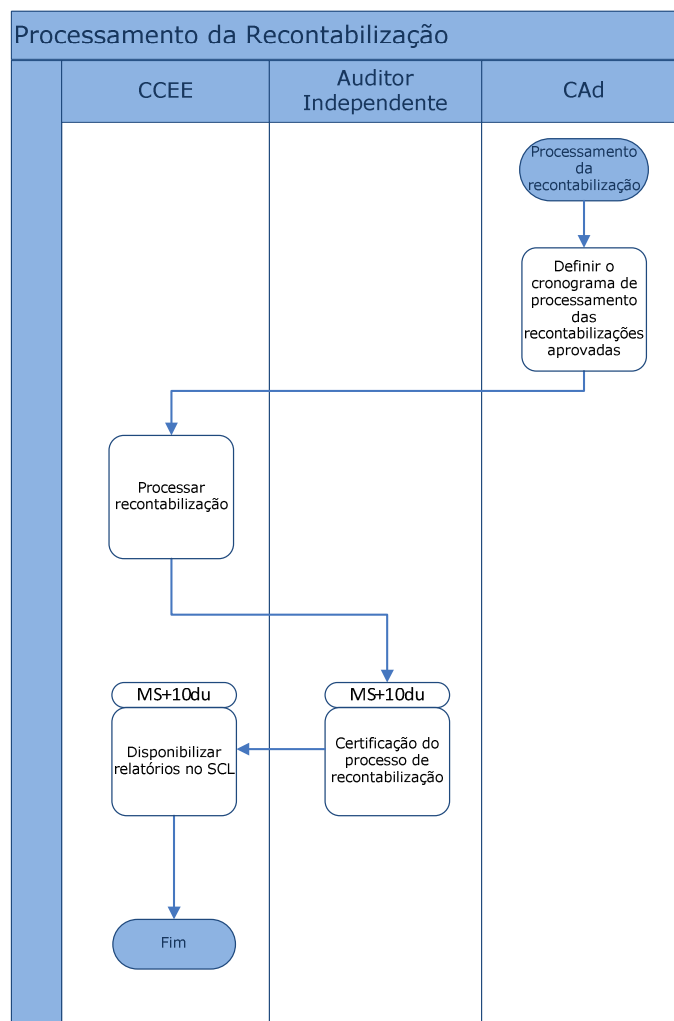 Processamento da Recontabilização
CCEE
Auditor
Independente
CAd
Processamento
da
recontabilização
Definir o
cronograma de
processamento
das
recontabilizações
aprovadas
Processar
recontabilização
MS+10du
MS+10du
Disponibilizar
relatórios no SCL
Certificação do
processo de
recontabilização
Fim